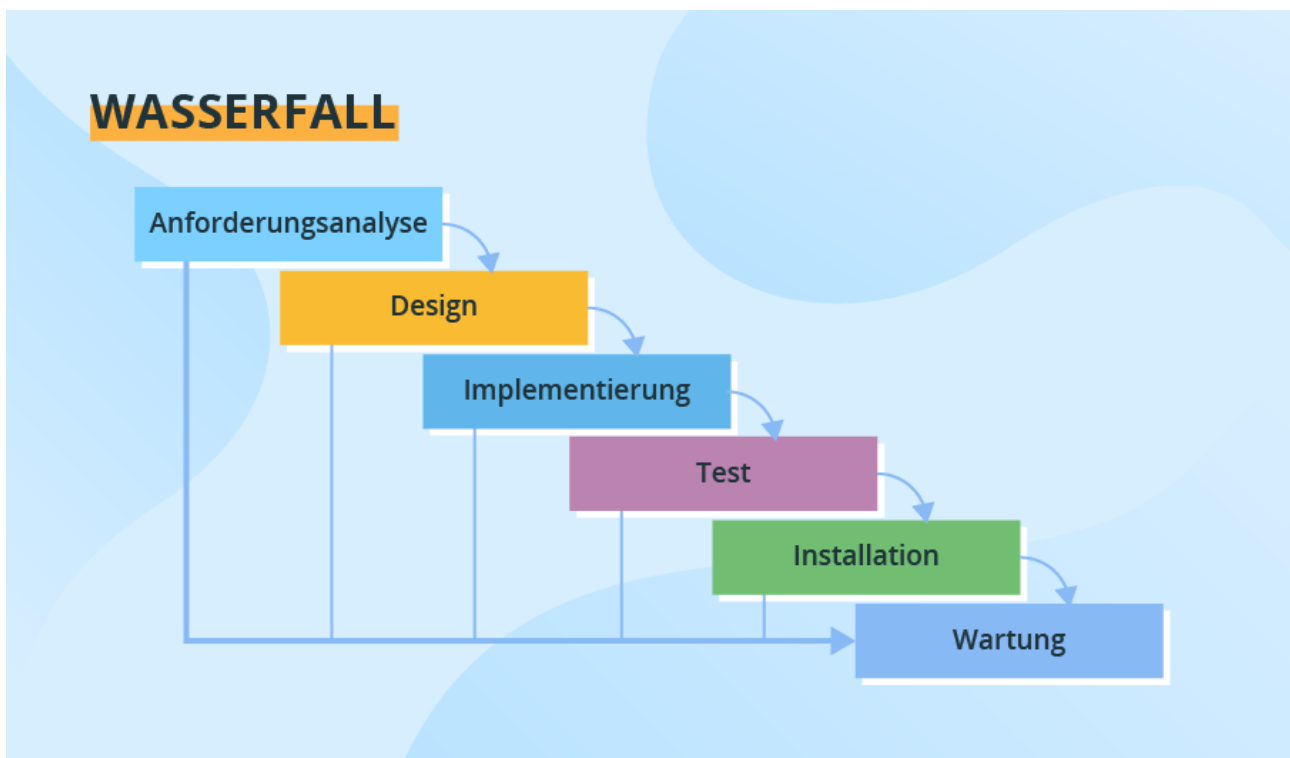 WASSERFALL
Anforderungsanalyse
Design
Implementierung
Test
Installation
Wartung